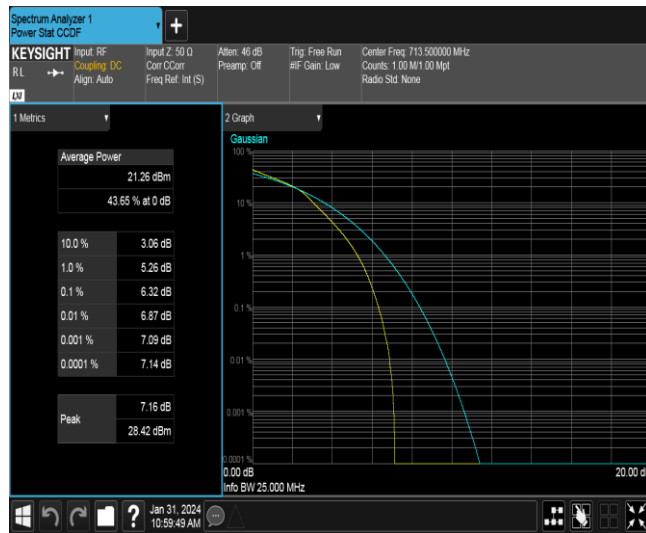 Spectrum Analyzer 1
Power Stat CCDF
+
KEYSIGHT
RL
LXI
Input: RF
Coupling: DC
Align: Auto
Input Z: 50 Ω
Corr CCorr
Freq Ref: Int (S)
Atten: 46 dB
Preamp: Off
Trig: Free Run
#IF Gain: Low
Center Freq: 713.500000 MHz
Counts: 1.00 M/1.00 Mpt
Radio Std: None
1 Metrics
Average Power
21.26 dBm
43.65 % at 0 dB
10.0 % 3.06 dB
1.0 % 5.26 dB
0.1 % 6.32 dB
0.01 % 6.87 dB
0.001 % 7.09 dB
0.0001 % 7.14 dB
Peak
7.16 dB
28.42 dBm
2 Graph
Gaussian
100 %
10 %
1 %
0.1 %
0.01 %
0.001 %
0.0001 %
0.00 dB
20.00 d
Info BW 25.000 MHz
?
Jan 31, 2024
10:59:49 AM